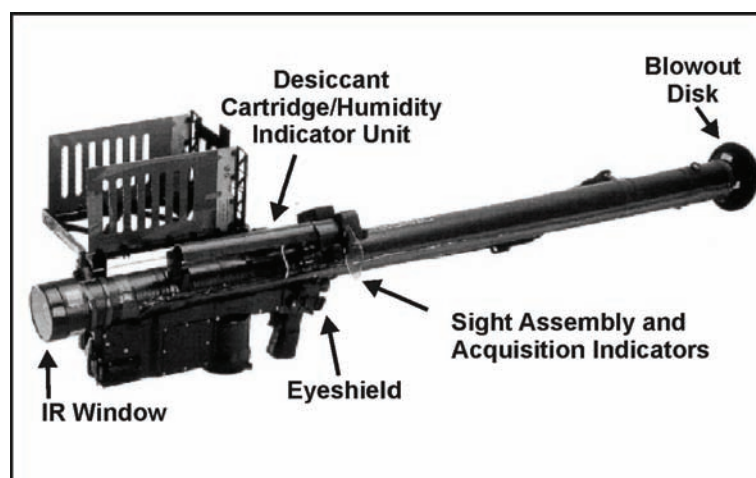 Desiccant
Cartridge/Humidity
Indicator Unit
Blowout
Disk
Sight Assembly and
Acquisition Indicators
Eyeshield
IR Window